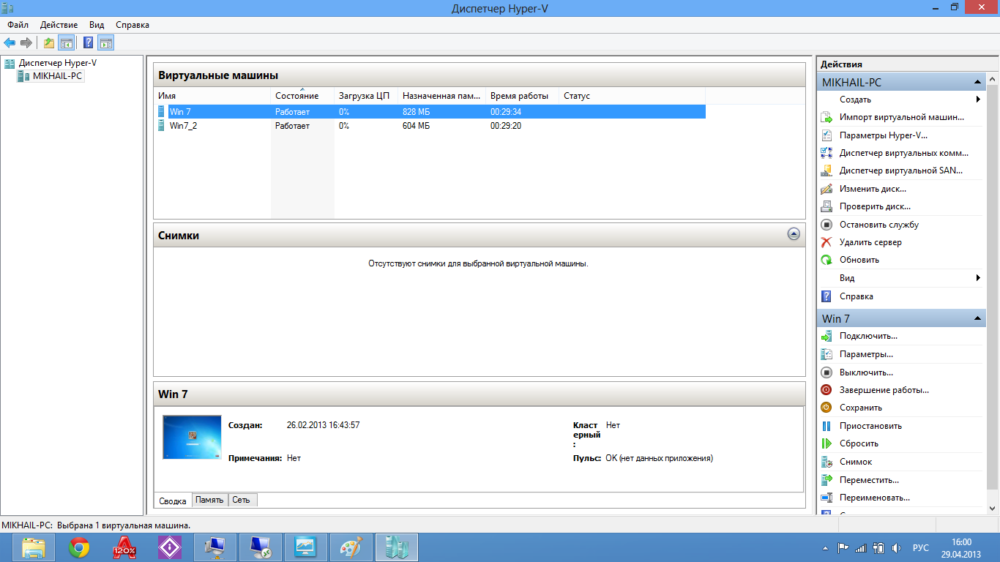 Диспетчер Hyper-V
Файл Действие Вид Справка
Диспетчер Hyper-V
MIKHAIL-PC
Виртуальные машины
Имя Состояние Загрузка ЦП Назначенная пам... Время работы Статус
Win 7 Работает 0% 828 МБ 00:29:34
Win7_2 Работает 0% 604 МБ 00:29:20
Снимки
Отсутствуют снимки для выбранной виртуальной машины.
Win 7
Создан: 26.02.2013 16:43:57
Класт
ерный
:
Нет
Примечания: Нет
Пульс: OK (нет данных приложения)
Сводка Память Сеть
Действия
MIKHAIL-PC
Создать
Импорт виртуальной машин...
Параметры Hyper-V...
Диспетчер виртуальных комм...
Диспетчер виртуальной SAN...
Изменить диск...
Проверить диск...
Остановить службу
Удалить сервер
Обновить
Вид
Справка
Win 7
Подключить...
Параметры...
Выключить...
Завершение работы...
Сохранить
Приостановить
Сбросить
Снимок
Переместить...
Переименовать...
MIKHAIL-PC: Выбрана 1 виртуальная машина.
120%
РУС
16:00
29.04.2013